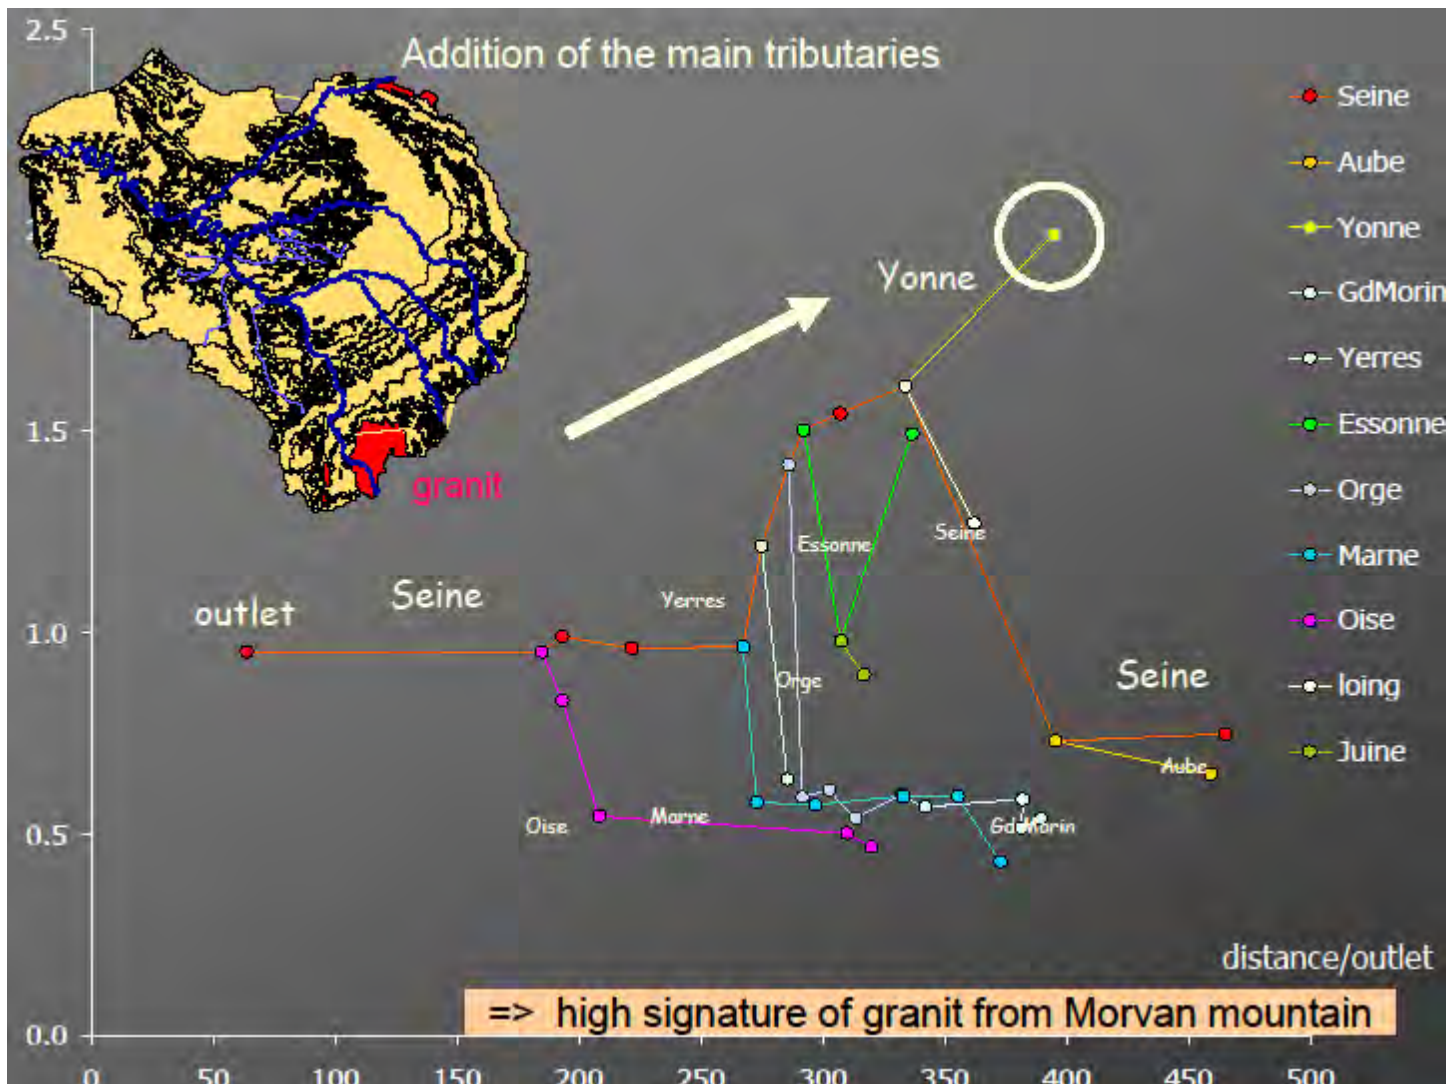 2.5
Addition of the main tributaries
Seine
Aube
Yonne
GdMorin
Yerres
Essonne
Orge
Marne
Oise
loing
Juine
Yonne
1.5
granit
Essonne
Seine
Seine
Yerres
outlet
1.0
Orge
Seine
Aube
Marne
Oise
GdMorin
0.5
distance/outlet
=> high signature of granit from Morvan mountain
0.0
0 50 100 150 200 250 300 350 400 450 500